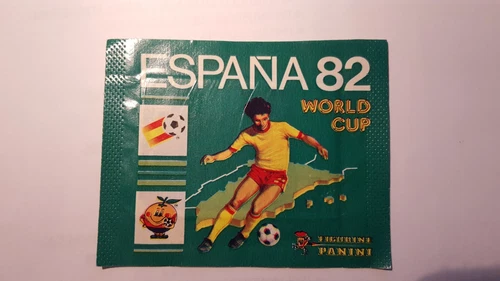 ESPAÑA 82
WORLD
CUP
FIGURINE
PANINI